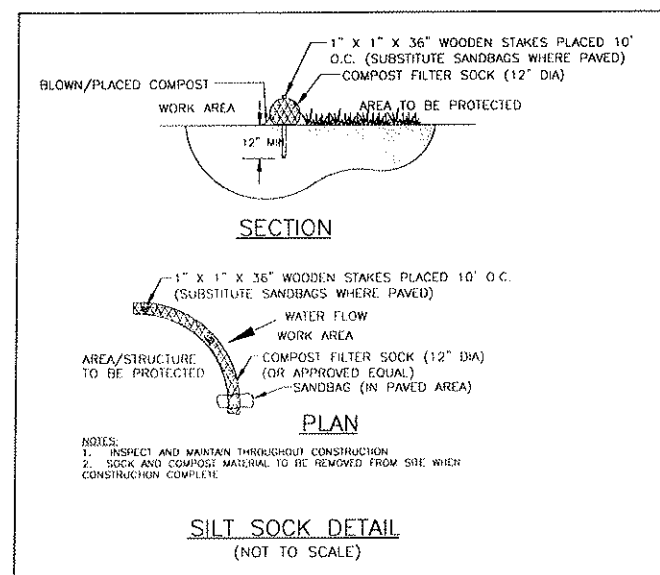 1" X 1" X 36" WOODEN STAKES PLACED 10'
O.C. (SUBSTITUTE SANDBAGS WHERE PAVED)
COMPOST FILTER SOCK (12" DIA)
BLOWN/PLACED COMPOST
WORK AREA
AREA TO BE PROTECTED
12" MIN
SECTION
1" X 1" X 36" WOODEN STAKES PLACED 10' O.C.
(SUBSTITUTE SANDBAGS WHERE PAVED)
WATER FLOW
WORK AREA
AREA/STRUCTURE
TO BE PROTECTED
COMPOST FILTER SOCK (12" DIA)
(OR APPROVED EQUAL)
SANDBAG (IN PAVED AREA)
PLAN
NOTES:
1. INSPECT AND MAINTAIN THROUGHOUT CONSTRUCTION
2. SOCK AND COMPOST MATERIAL TO BE REMOVED FROM SITE WHEN
CONSTRUCTION COMPLETE
SILT SOCK DETAIL
(NOT TO SCALE)